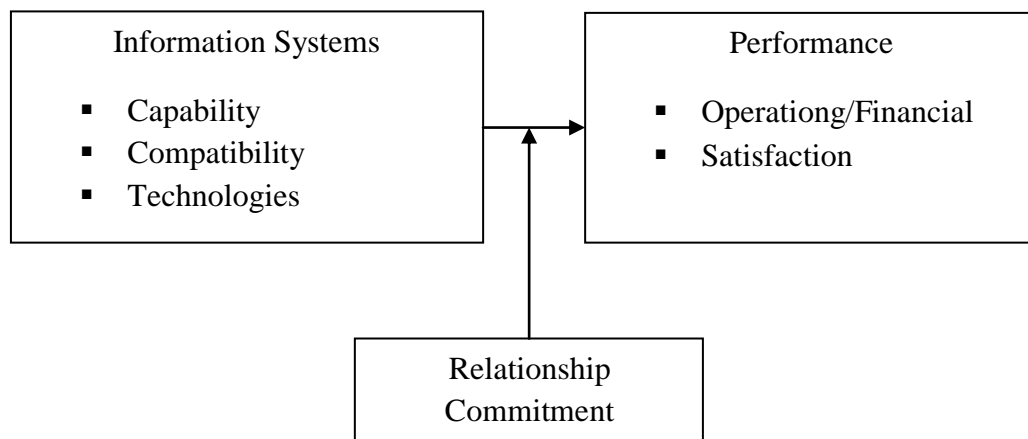 Information Systems
▪ Capability
▪ Compatibility
▪ Technologies
Performance
▪ Operationg/Financial
▪ Satisfaction
Relationship
Commitment